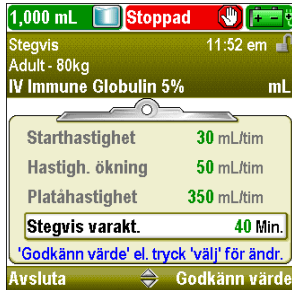 1,000 mL Stoppad
Stegvis 11:52 em
Adult - 80kg
IV Immune Globulin 5% mL
Starthastighet 30 mL/tim
Hastigh. ökning 50 mL/tim
Platåhastighet 350 mL/tim
Stegvis varakt. 40 Min.
'Godkänn värde' el. tryck 'välj' för ändr.
Avsluta Godkänn värde